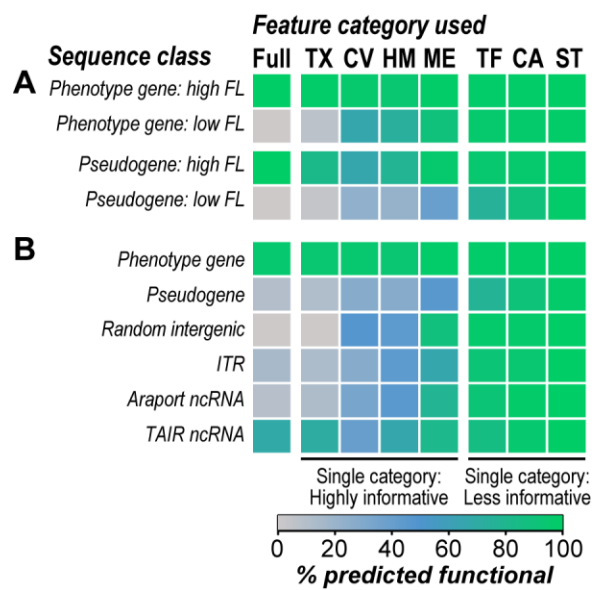 Feature category used
Sequence class
Full TX CV HM ME TF CA ST
A
Phenotype gene: high FL
Phenotype gene: low FL
Pseudogene: high FL
Pseudogene: low FL
B
Phenotype gene
Pseudogene
Random intergenic
ITR
Araport ncRNA
TAIR ncRNA
Single category:
Highly informative
Single category:
Less informative
0 20 40 60 80 100
% predicted functional